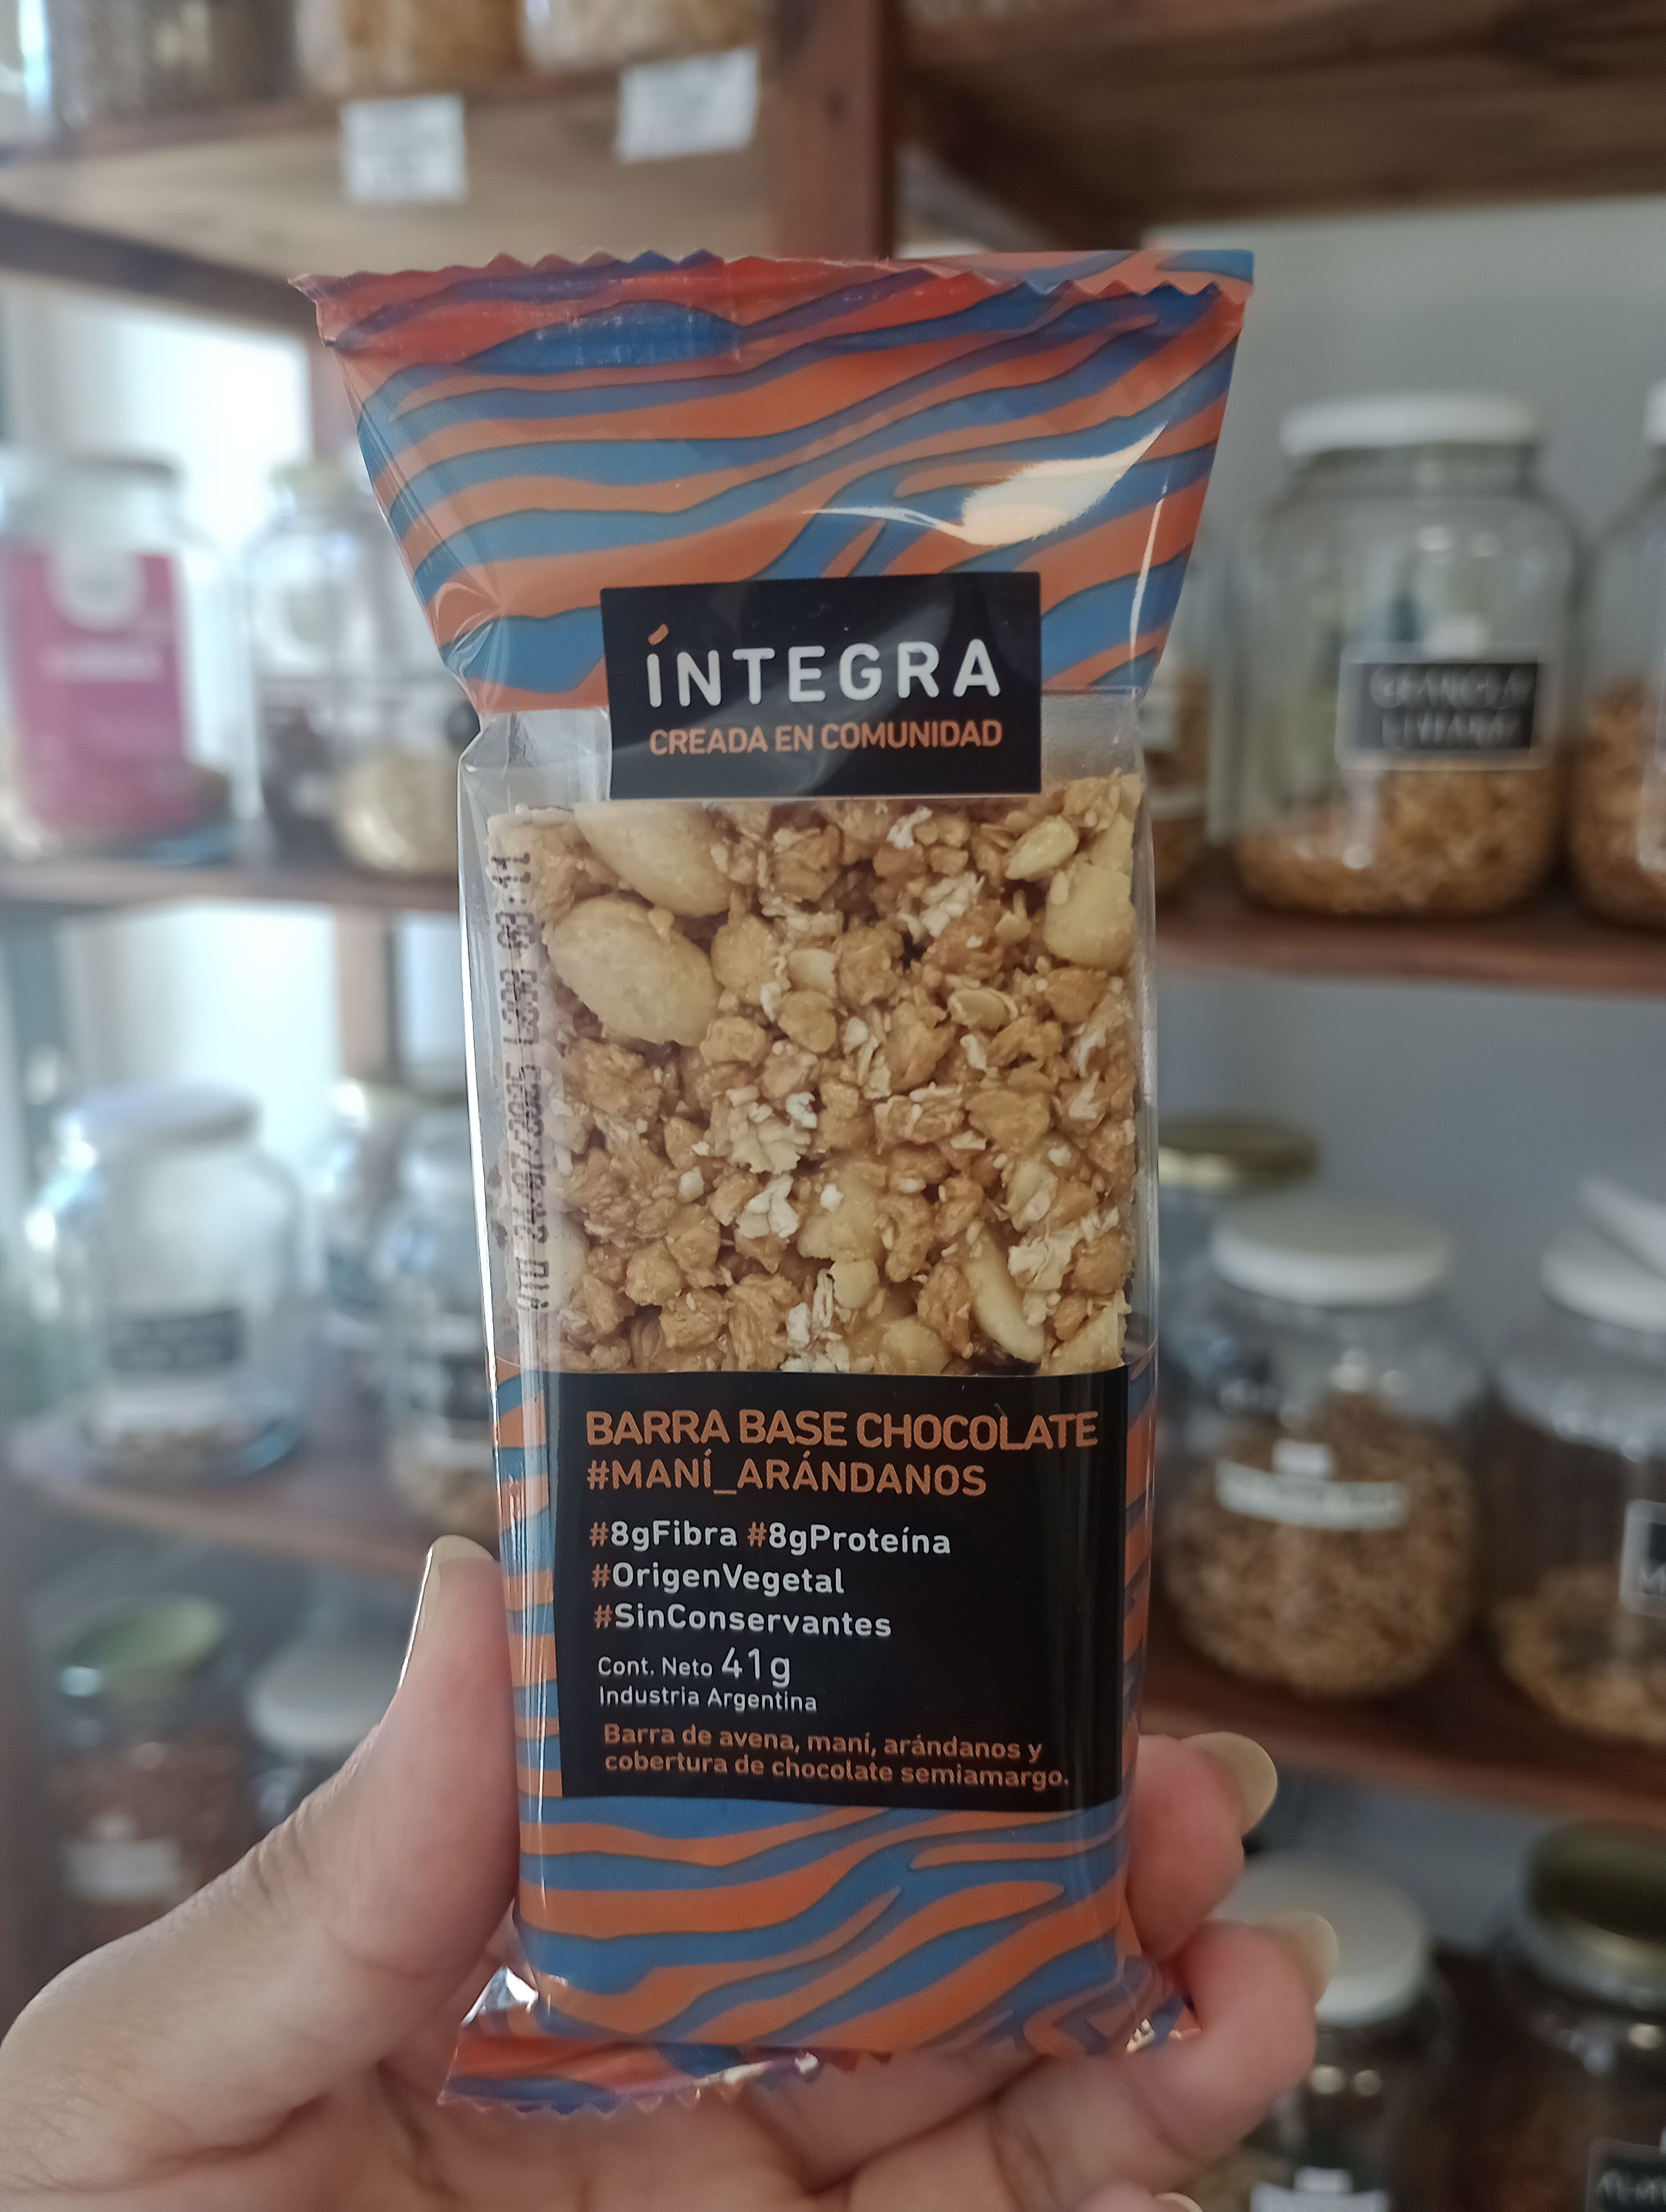 ÍNTEGRA
CREADA EN COMUNIDAD
BARRA BASE CHOCOLATE
#MANÍ_ARÁNDANOS
#8gFibra #8gProteína
#OrigenVegetal
#SinConservantes
Cont. Neto 41g
Industria Argentina
Barra de avena, maní, arándanos y
cobertura de chocolate semiamargo.
GRANOLA